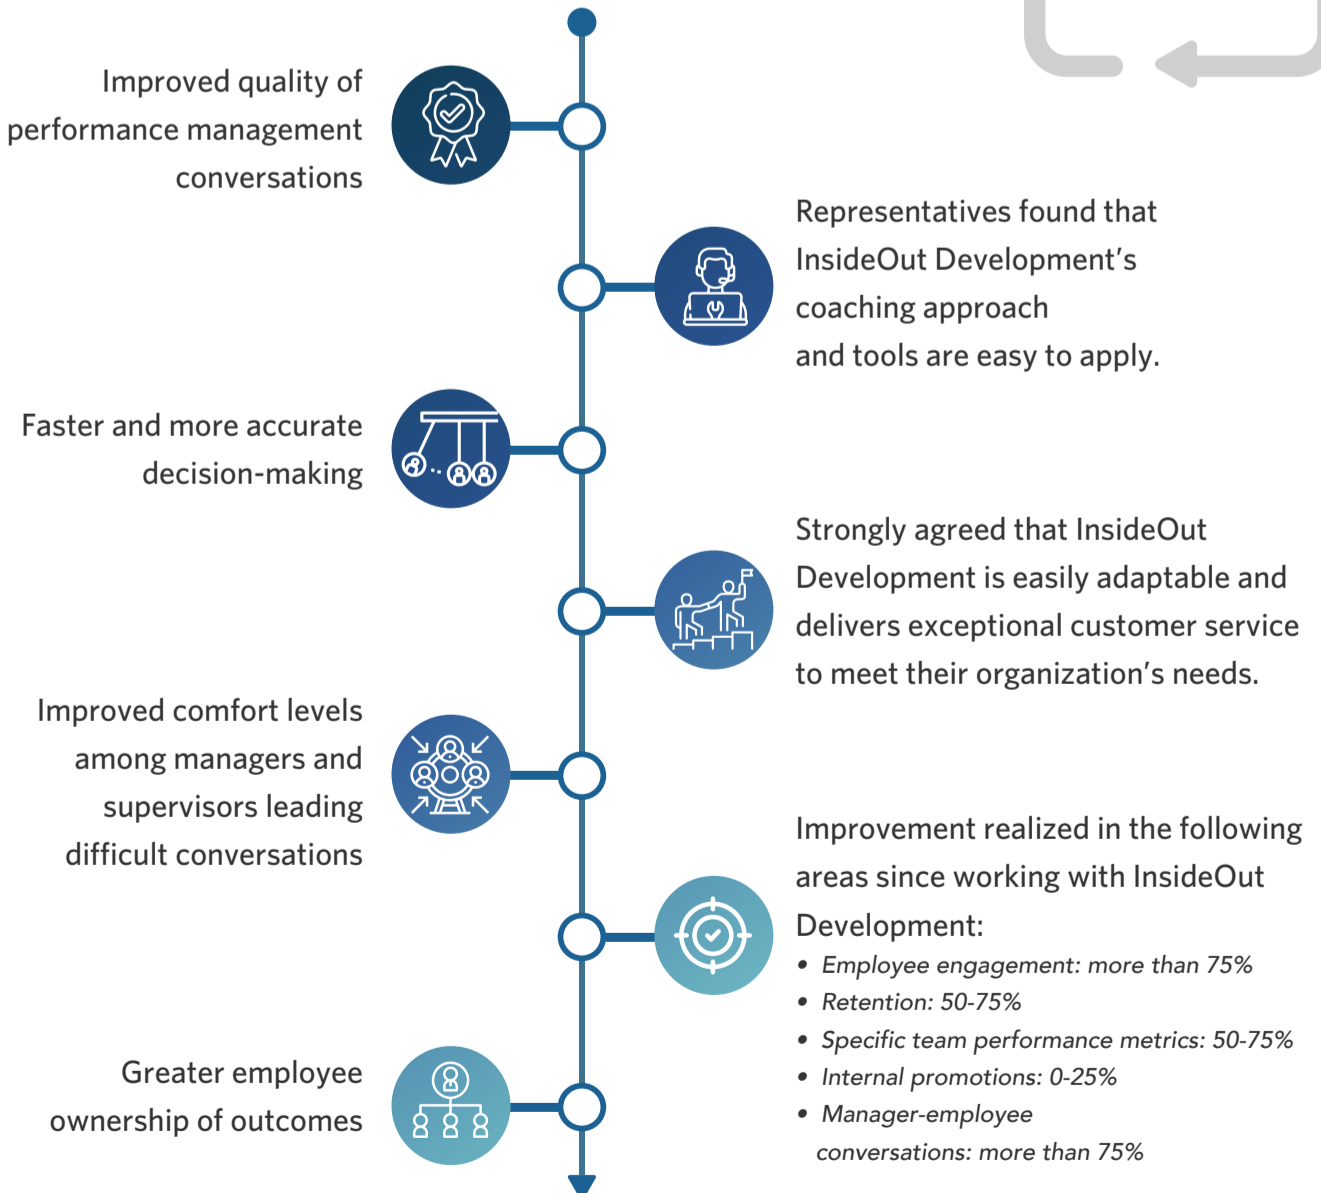 Improved quality of
performance management
conversations
Representatives found that
InsideOut Development’s
coaching approach
and tools are easy to apply.
Faster and more accurate
decision-making
Strongly agreed that InsideOut
Development is easily adaptable and
delivers exceptional customer service
to meet their organization’s needs.
Improved comfort levels
among managers and
supervisors leading
difficult conversations
Improvement realized in the following
areas since working with InsideOut
Development:
• Employee engagement: more than 75%
• Retention: 50-75%
• Specific team performance metrics: 50-75%
• Internal promotions: 0-25%
• Manager-employee
conversations: more than 75%
Greater employee
ownership of outcomes